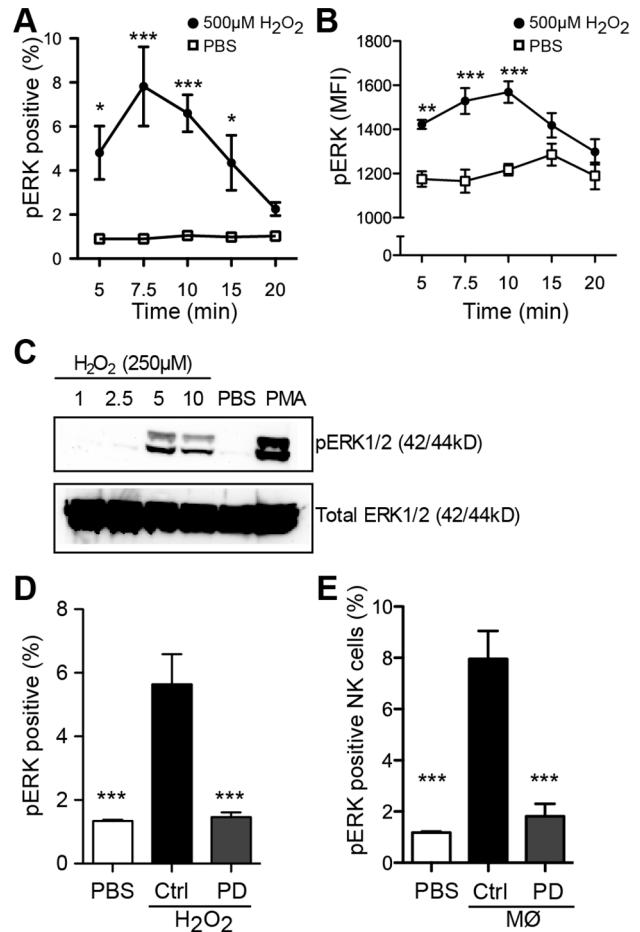 A
500µM H2O2
PBS
pERK positive (%)
10
8
6
4
2
0
*
***
***
*
5 7.5 10 15 20
Time (min)
B
500µM H2O2
PBS
pERK (MFI)
1800
1600
1400
1200
1000
0
**
***
***
5 7.5 10 15 20
Time (min)
C
H2O2 (250µM)
1 2.5 5 10 PBS PMA
pERK1/2 (42/44kD)
Total ERK1/2 (42/44kD)
D
pERK positive (%)
8
6
4
2
0
***
***
PBS Ctrl PD
H2O2
E
pERK positive NK cells (%)
10
8
6
4
2
0
***
***
PBS Ctrl PD
MØ